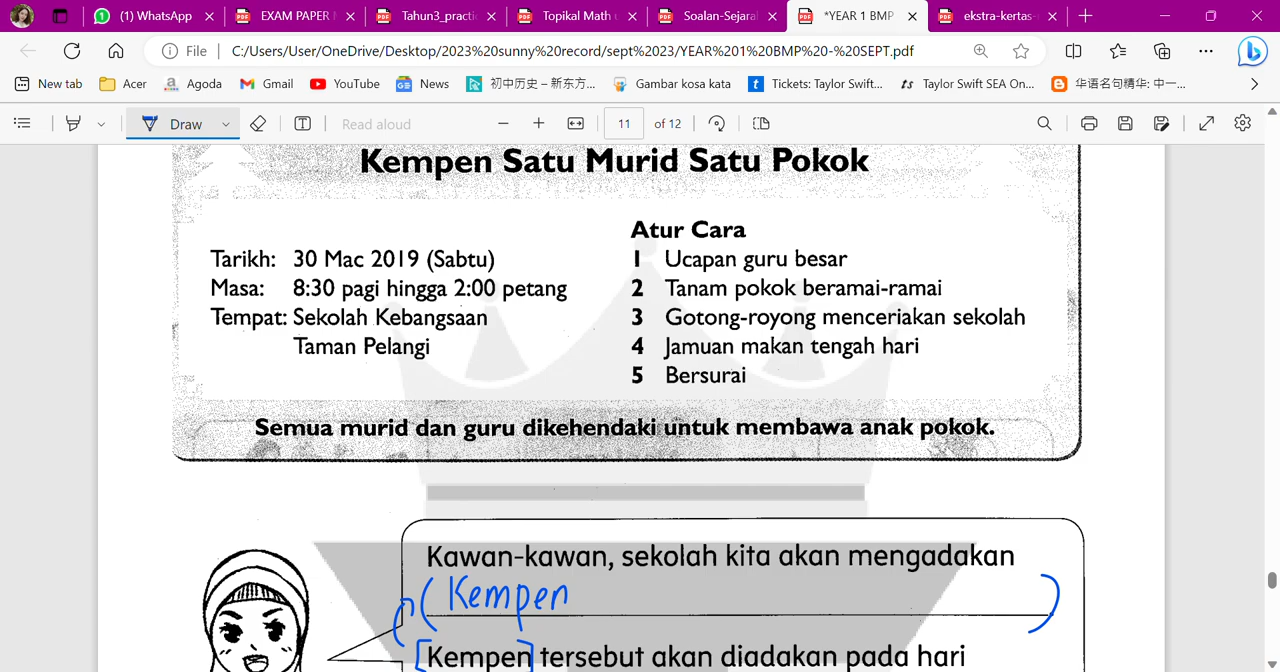 (1) WhatsApp
EXAM PAPER
Tahun3_practi
Topikal Math u
Soalan-Sejaral
*YEAR 1 BMP
ekstra-kertas-
File
C:/Users/User/OneDrive/Desktop/2023%20sunny%20record/sept%2023/YEAR%201%20BMP%20-%20SEPT.pdf
New tab
Acer
Agoda
Gmail
YouTube
News
初中历史 – 新东方...
Gambar kosa kata
Tickets: Taylor Swift...
Taylor Swift SEA On...
华语名句精华: 中一...
Draw
Read aloud
11 of 12
Kempen Satu Murid Satu Pokok
Tarikh: 30 Mac 2019 (Sabtu)
Masa: 8:30 pagi hingga 2:00 petang
Tempat: Sekolah Kebangsaan
Taman Pelangi
Atur Cara
1 Ucapan guru besar
2 Tanam pokok beramai-ramai
3 Gotong-royong menceriakan sekolah
4 Jamuan makan tengah hari
5 Bersurai
Semua murid dan guru dikehendaki untuk membawa anak pokok.
Kawan-kawan, sekolah kita akan mengadakan
(Kempen )
[Kempen] tersebut akan diadakan pada hari